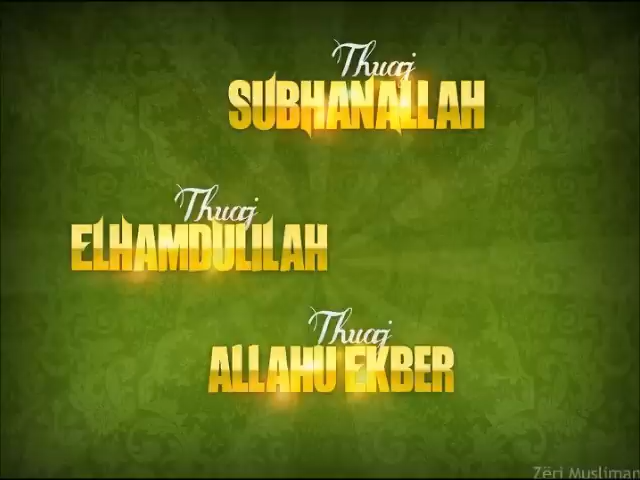 Thuaj
SUBHANALLAH
Thuaj
ELHAMDULILAH
Thuaj
ALLAHU EKBER
Zëri Musliman